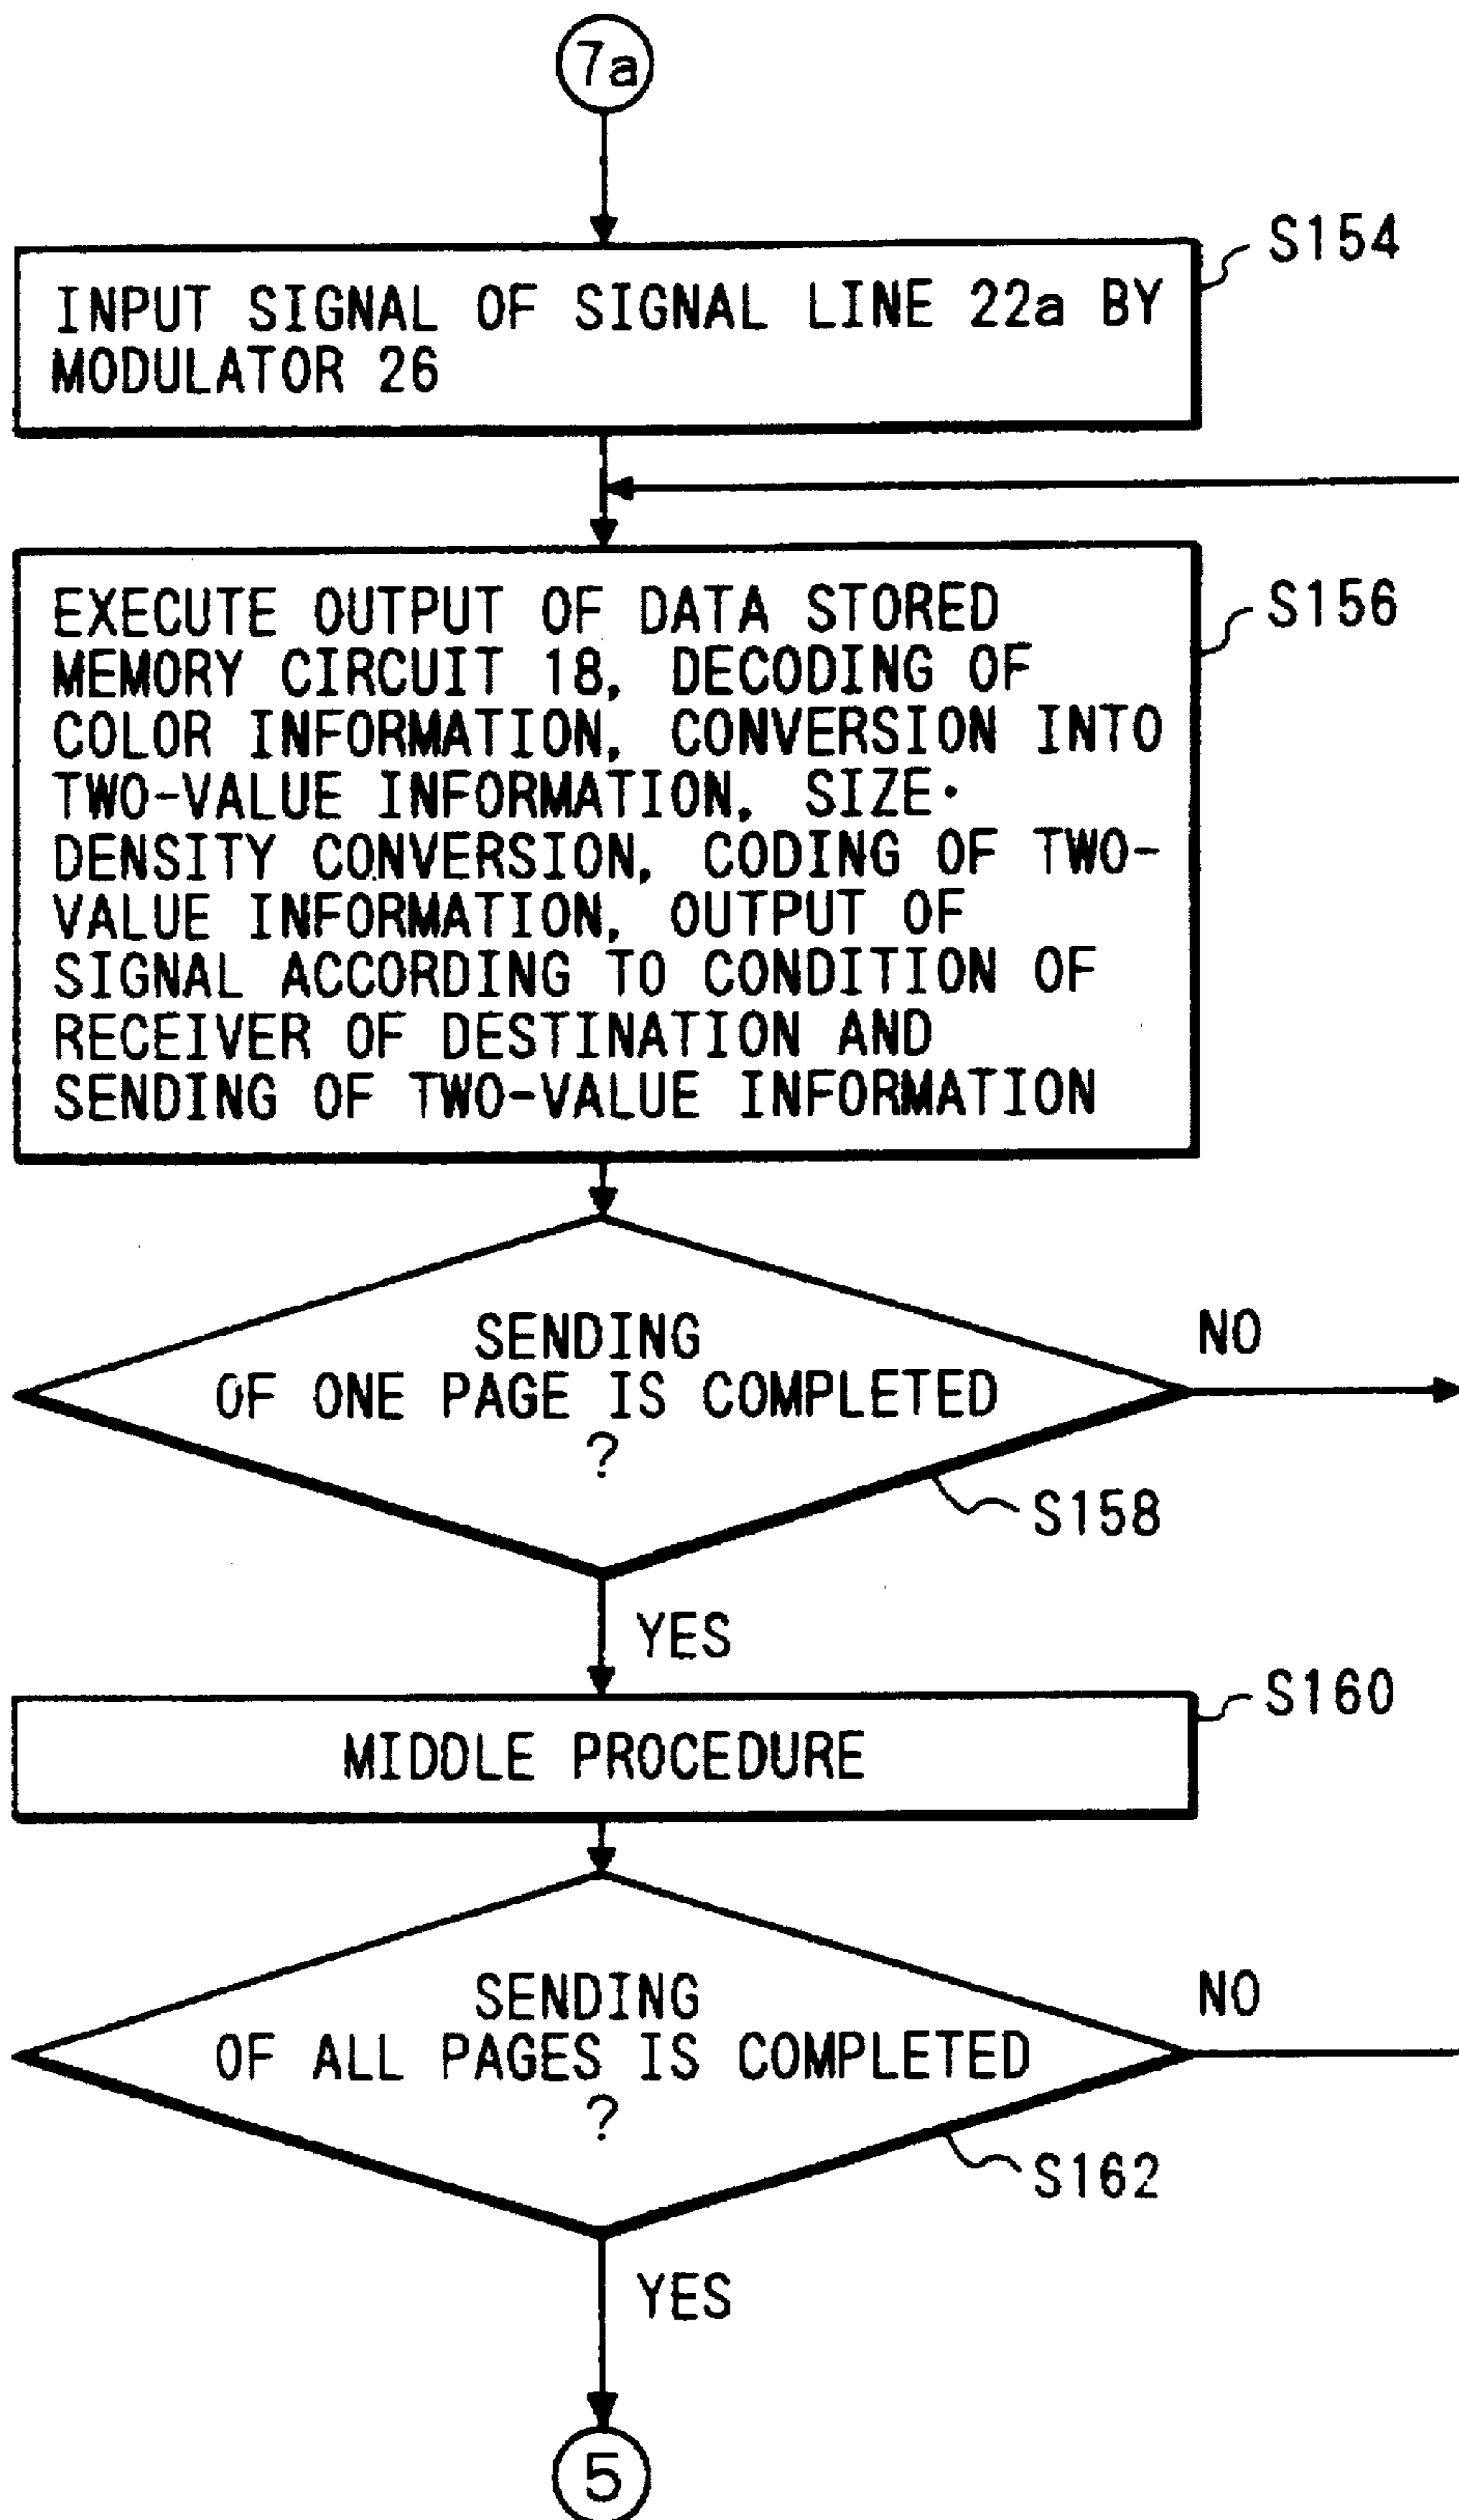 7a
S154
INPUT SIGNAL OF SIGNAL LINE 22a BY
MODULATOR 26
S156
EXECUTE OUTPUT OF DATA STORED
MEMORY CIRCUIT 18, DECODING OF
COLOR INFORMATION, CONVERSION INTO
TWO-VALUE INFORMATION, SIZE·
DENSITY CONVERSION, CODING OF TWO-
VALUE INFORMATION, OUTPUT OF
SIGNAL ACCORDING TO CONDITION OF
RECEIVER OF DESTINATION AND
SENDING OF TWO-VALUE INFORMATION
SENDING
OF ONE PAGE IS COMPLETED
?
NO
S158
YES
S160
MIDDLE PROCEDURE
SENDING
OF ALL PAGES IS COMPLETED
?
NO
S162
YES
5